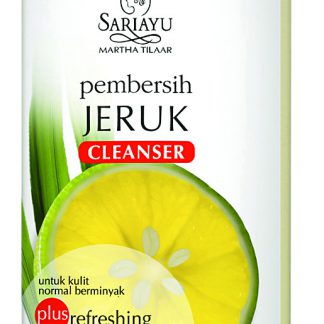 SARIAYU
MARTHA TILAAR
pembersih
JERUK
CLEANSER
untuk kulit
normal berminyak
plus refreshing